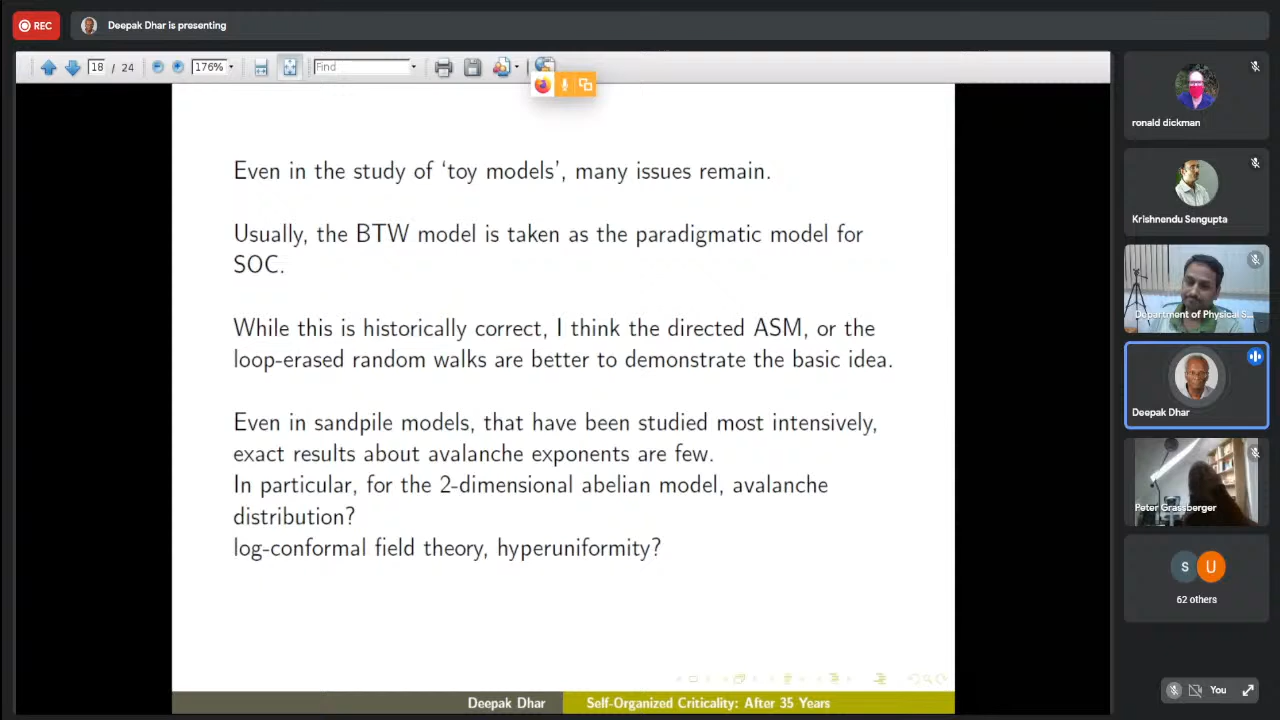 REC
Deepak Dhar is presenting
18 / 24
176%
Find
Even in the study of ‘toy models’, many issues remain.
Usually, the BTW model is taken as the paradigmatic model for
SOC.
While this is historically correct, I think the directed ASM, or the
loop-erased random walks are better to demonstrate the basic idea.
Even in sandpile models, that have been studied most intensively,
exact results about avalanche exponents are few.
In particular, for the 2-dimensional abelian model, avalanche
distribution?
log-conformal field theory, hyperuniformity?
Deepak Dhar
Self-Organized Criticality: After 35 Years
ronald dickman
Krishnendu Sengupta
Department of Physical S...
Deepak Dhar
Peter Grassberger
S U
62 others
You